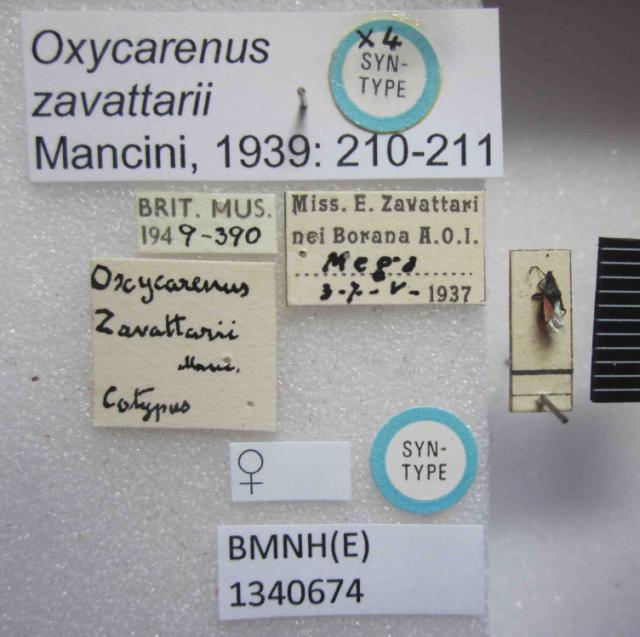 Oxycarenus
zavattarii
Mancini, 1939: 210-211
x4
SYN-
TYPE
BRIT. MUS.
1949-390
Miss. E. Zavattari
nei Borana A.O.I.
Mega
3-7-V-1937
Oxycarenus
Zavattarii
Manc.
Cotypus
♀
SYN-
TYPE
BMNH(E)
1340674